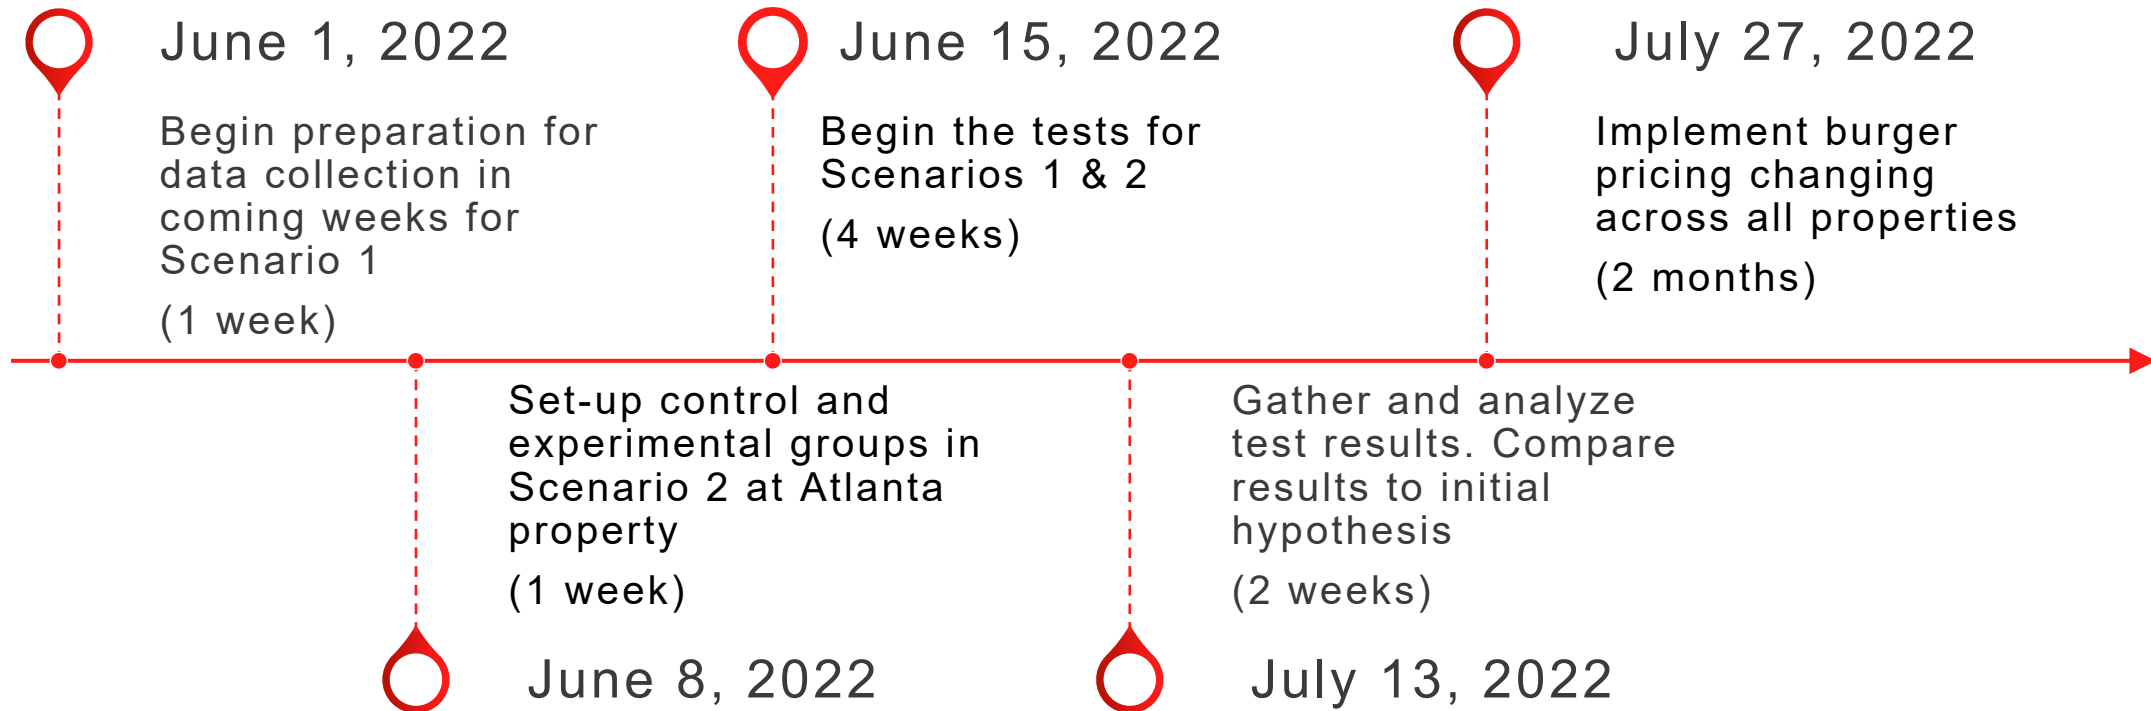 June 1, 2022
Begin preparation for
data collection in
coming weeks for
Scenario 1
(1 week)
June 15, 2022
Begin the tests for
Scenarios 1 & 2
(4 weeks)
July 27, 2022
Implement burger
pricing changing
across all properties
(2 months)
Set-up control and
experimental groups in
Scenario 2 at Atlanta
property
(1 week)
June 8, 2022
Gather and analyze
test results. Compare
results to initial
hypothesis
(2 weeks)
July 13, 2022